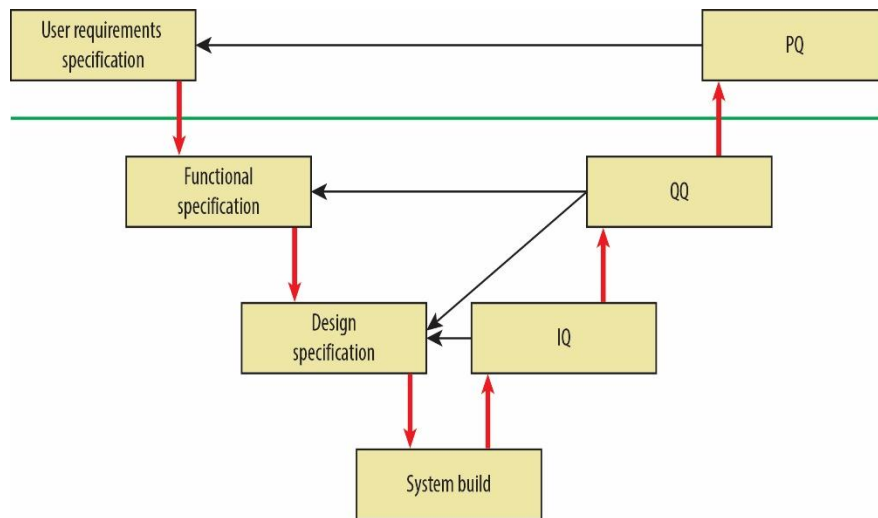 User requirements
specification
PQ
Functional
specification
QQ
Design
specification
IQ
System build